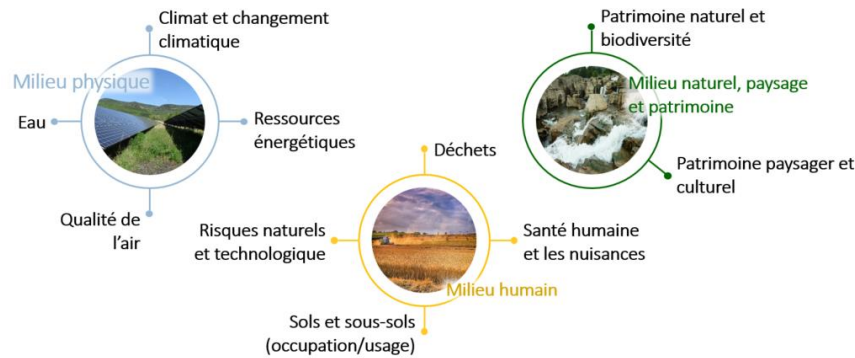 Climat et changement
climatique
Milieu physique
Eau
Ressources
énergétiques
Qualité de
l'air
Déchets
Risques naturels
et technologique
Santé humaine
et les nuisances
Milieu humain
Sols et sous-sols
(occupation/usage)
Patrimoine naturel et
biodiversité
Milieu naturel, paysage
et patrimoine
Patrimoine paysager et
culturel